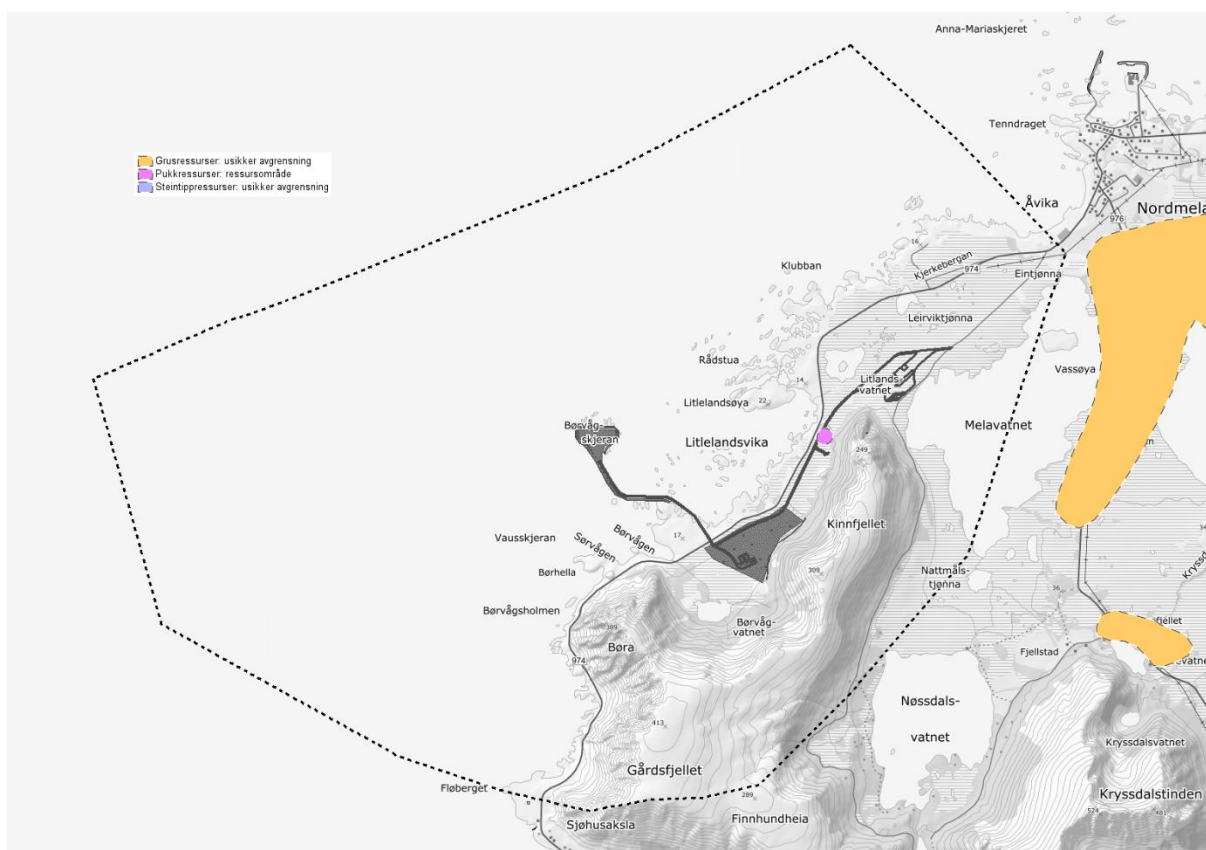 Anna-Mariaskjeret
Tenndraget
Grusressurser: usikker avgrensning
Pukkressurser: ressursområde
Steintippressurser: usikker avgrensning
Åvika
Nordmela
976
16
Kjerkebergan
974
Klubban
Eintjønna
Leirviktjønna
Rådstua
Vassøya
14
Litlands-
vatnet
Litlelandsøya
22
Melavatnet
Børvåg-
skjeran
Litlelandsvika
249
Kinnfjellet
Vausskjeran
Sørvågen
Børvågen
17
Børhella
309
Nattmåls-
tjønna
36
Børvågsholmen
Børvåg-
vatnet
Børa
Fjellstad
974
Nøssdals-
vatnet
413
Kryssdalsvatnet
Gårdsfjellet
Fløberget
289
Kryssdalstinden
524
481
Sjøhusaksla
Finnhundheia